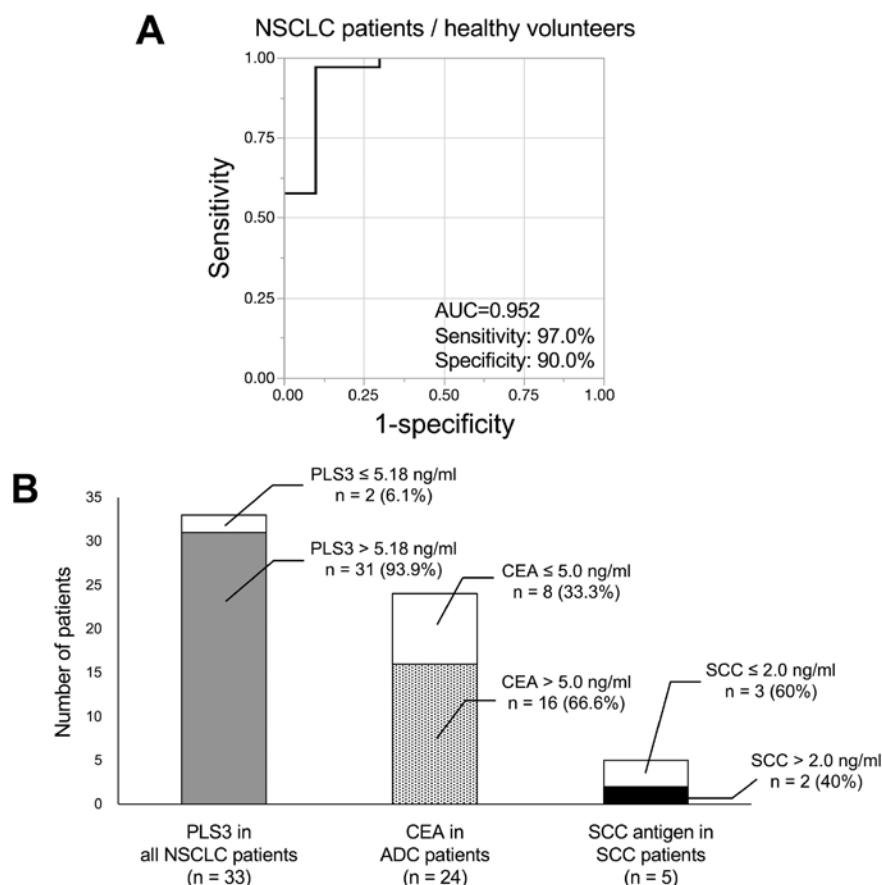 A
NSCLC patients / healthy volunteers
1.00
0.75
0.50
0.25
0.00
Sensitivity
AUC=0.952
Sensitivity: 97.0%
Specificity: 90.0%
0.00 0.25 0.50 0.75 1.00
1-specificity
B
Number of patients
35
30
25
20
15
10
5
0
PLS3 ≤ 5.18 ng/ml
n = 2 (6.1%)
PLS3 > 5.18 ng/ml
n = 31 (93.9%)
CEA ≤ 5.0 ng/ml
n = 8 (33.3%)
CEA > 5.0 ng/ml
n = 16 (66.6%)
SCC ≤ 2.0 ng/ml
n = 3 (60%)
SCC > 2.0 ng/ml
n = 2 (40%)
PLS3 in
all NSCLC patients
(n = 33)
CEA in
ADC patients
(n = 24)
SCC antigen in
SCC patients
(n = 5)